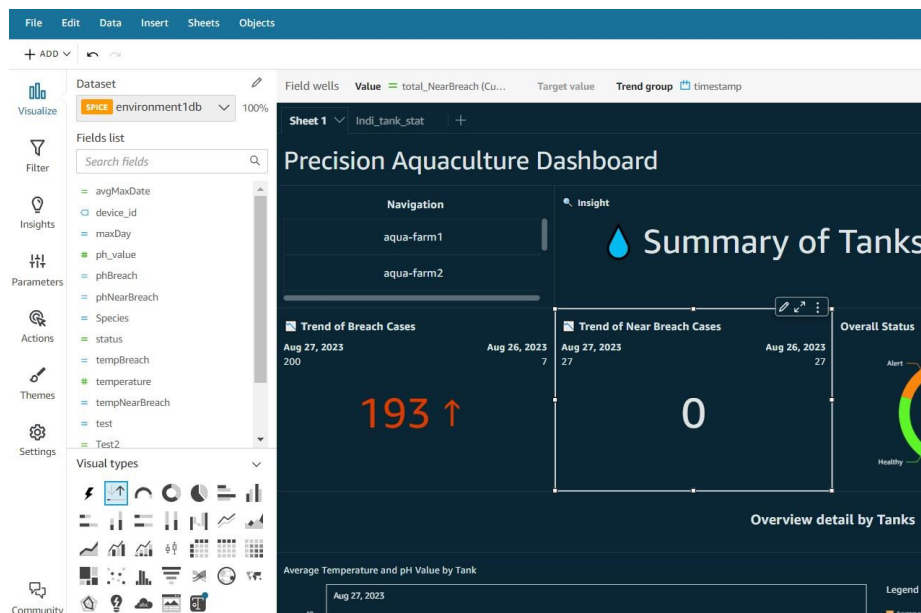 File Edit Data Insert Sheets Objects
+ ADD
Visualize
Filter
Insights
Parameters
Actions
Themes
Settings
Community
Dataset
SPICE environment1db 100%
Fields list
Search fields
avgMaxDate
device_id
maxDay
ph_value
phBreach
phNearBreach
Species
status
tempBreach
temperature
tempNearBreach
test
Test2
Visual types
Field wells Value total_NearBreach (Cu... Target value Trend group timestamp
Sheet 1 Indi_tank_stat +
Precision Aquaculture Dashboard
Navigation
aqua-farm1
aqua-farm2
Insight
Summary of Tanks
Trend of Breach Cases
Aug 27, 2023 Aug 26, 2023
200 7
193 ↑
Trend of Near Breach Cases
Aug 27, 2023 Aug 26, 2023
27 27
0
Overall Status
Alert
Healthy
Overview detail by Tanks
Average Temperature and pH Value by Tank
Aug 27, 2023
Legend